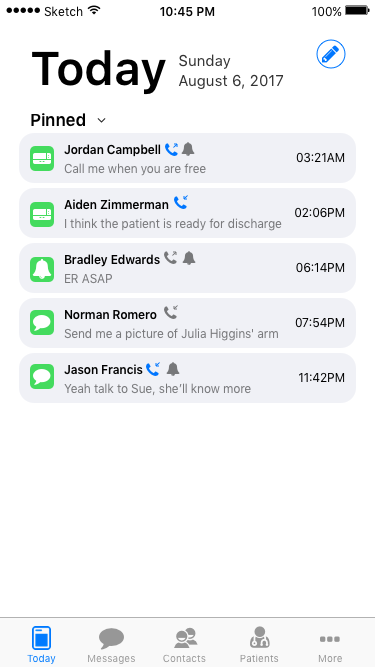 Sketch 10:45 PM 100%
Today
Sunday
August 6, 2017
Pinned
Jordan Campbell
Call me when you are free
03:21AM
Aiden Zimmerman
I think the patient is ready for discharge
02:06PM
Bradley Edwards
ER ASAP
06:14PM
Norman Romero
Send me a picture of Julia Higgins' arm
07:54PM
Jason Francis
Yeah talk to Sue, she'll know more
11:42PM
Today Messages Contacts Patients More